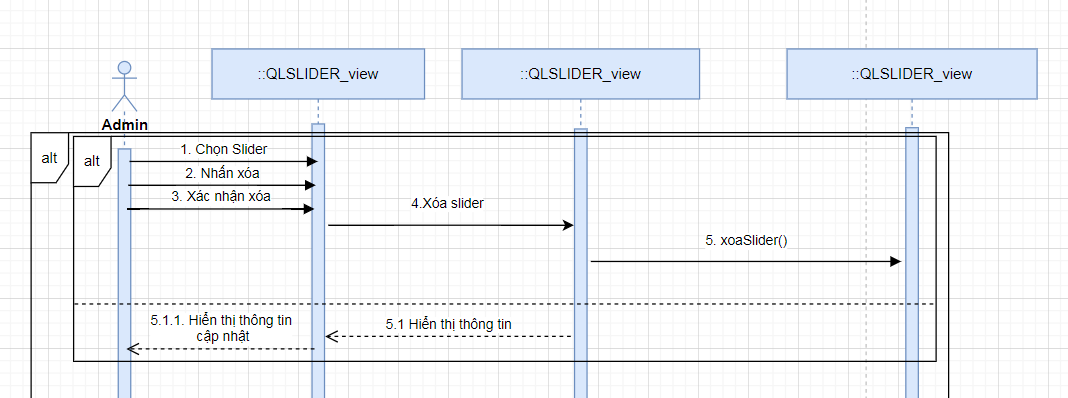 ::QLSLIDER_view
::QLSLIDER_view
::QLSLIDER_view
Admin
alt
alt
1. Chọn Slider
2. Nhấn xóa
3. Xác nhận xóa
4.Xóa slider
5. xoaSlider()
5.1.1. Hiển thị thông tin
cập nhật
5.1 Hiển thị thông tin